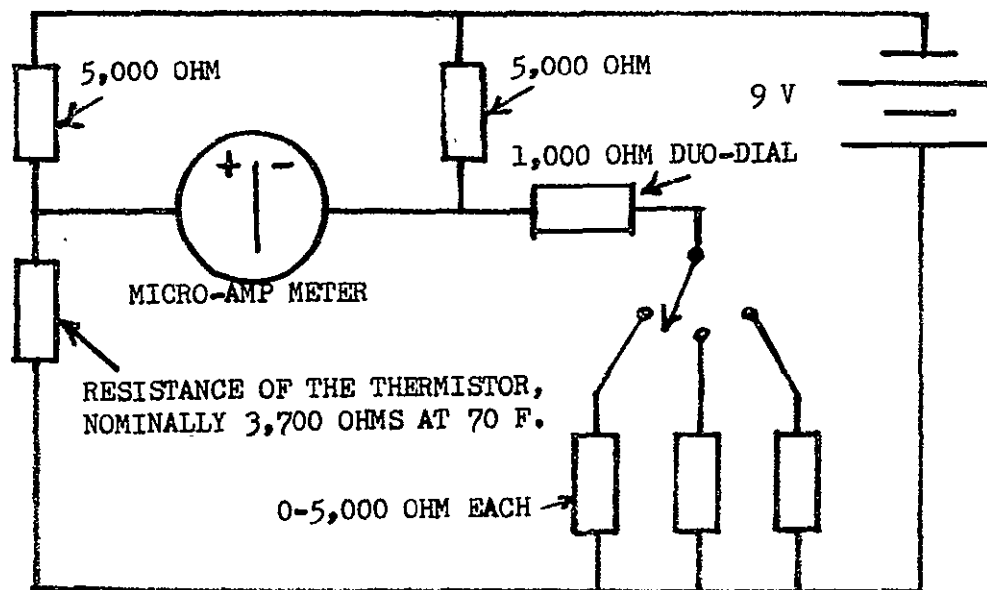 5,000 OHM
5,000 OHM
9 V
1,000 OHM DUO-DIAL
+ -
MICRO-AMP METER
RESISTANCE OF THE THERMISTOR,
NOMINALLY 3,700 OHMS AT 70 F.
0-5,000 OHM EACH